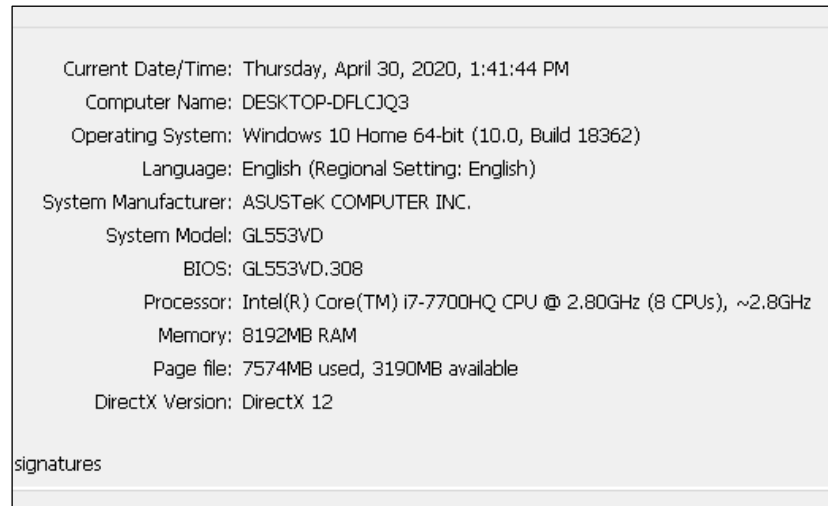 Current Date/Time: Thursday, April 30, 2020, 1:41:44 PM
Computer Name: DESKTOP-DFLCJQ3
Operating System: Windows 10 Home 64-bit (10.0, Build 18362)
Language: English (Regional Setting: English)
System Manufacturer: ASUSTeK COMPUTER INC.
System Model: GL553VD
BIOS: GL553VD.308
Processor: Intel(R) Core(TM) i7-7700HQ CPU @ 2.80GHz (8 CPUs), ~2.8GHz
Memory: 8192MB RAM
Page file: 7574MB used, 3190MB available
DirectX Version: DirectX 12
signatures